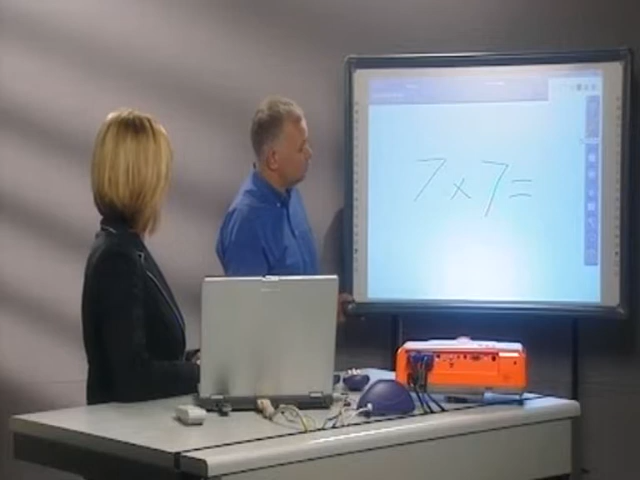 7 x 7 =